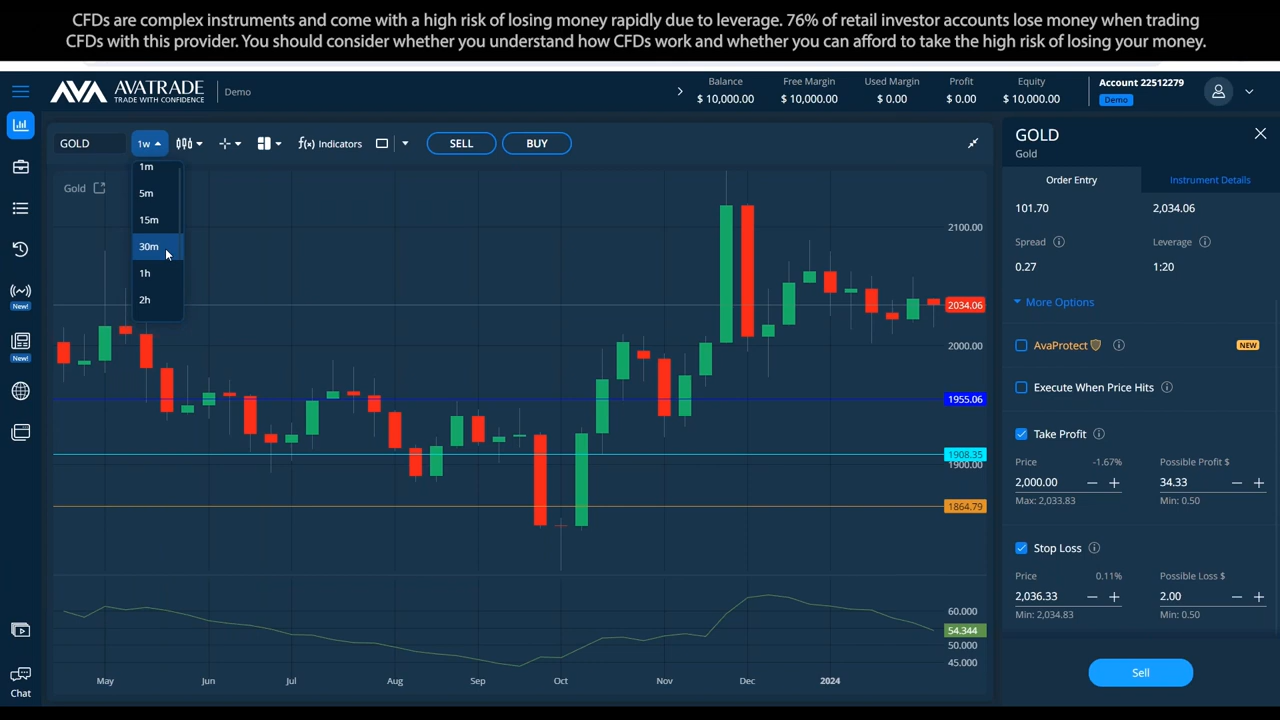 CFDs are complex instruments and come with a high risk of losing money rapidly due to leverage. 76% of retail investor accounts lose money when trading
CFDs with this provider. You should consider whether you understand how CFDs work and whether you can afford to take the high risk of losing your money.
AVA AVATRADE
TRADE WITH CONFIDENCE
Demo
Balance
$ 10,000.00
Free Margin
$ 10,000.00
Used Margin
$ 0.00
Profit
$ 0.00
Equity
$ 10,000.00
Account 22512279
Demo
GOLD
1w
f(x) Indicators
SELL
BUY
Gold
1m
5m
15m
30m
1h
2h
2100.00
2034.06
2000.00
1955.06
1908.35
1900.00
1864.79
60.000
54.344
50.000
45.000
May
Jun
Jul
Aug
Sep
Oct
Nov
Dec
2024
New!
New!
Chat
GOLD
Gold
Order Entry
Instrument Details
101.70
2,034.06
Spread
Leverage
0.27
1:20
More Options
AvaProtect
NEW
Execute When Price Hits
Take Profit
Price
-1.67%
Possible Profit $
2,000.00
34.33
Max: 2,033.83
Min: 0.50
Stop Loss
Price
0.11%
Possible Loss $
2,036.33
2.00
Min: 2,034.83
Min: 0.50
Sell